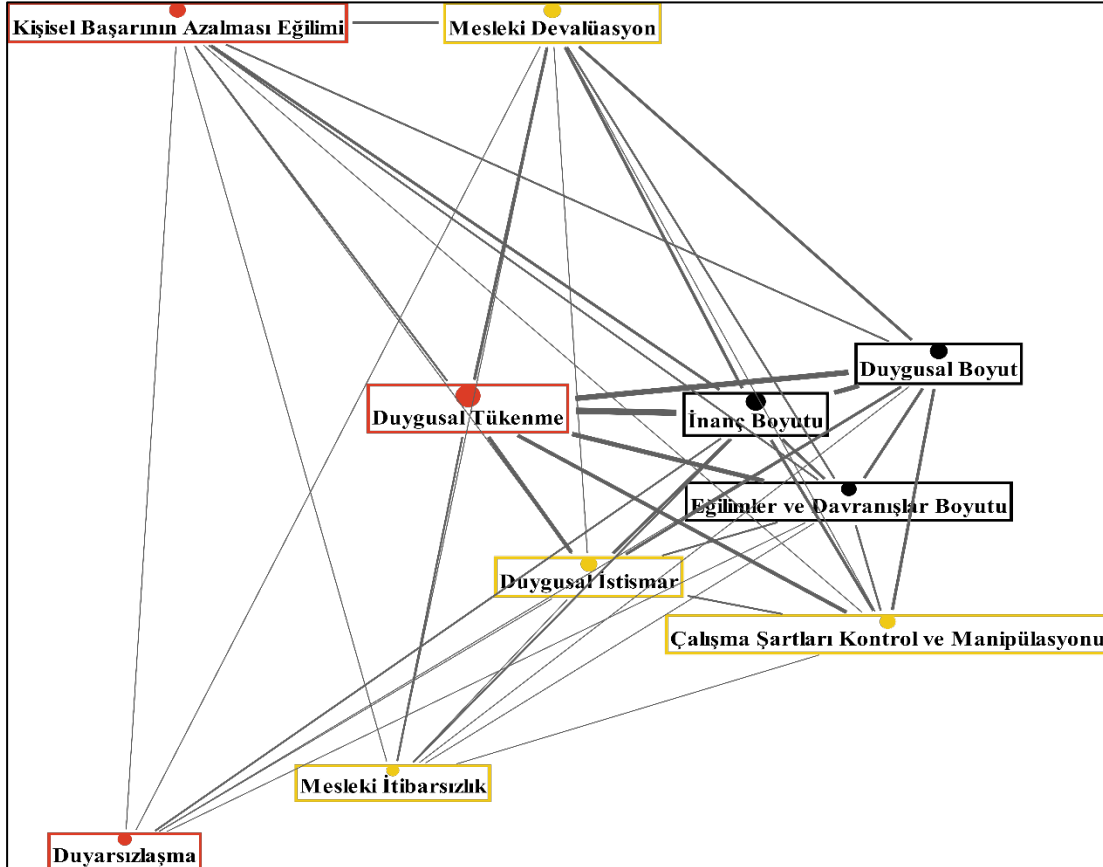 Kişisel Başarının Azalması Eğilimi
Mesleki Devalüasyon
Duygusal Boyut
Duygusal Tükenme
İnanç Boyutu
Eğilimler ve Davranışlar Boyutu
Duygusal İstismar
Çalışma Şartları Kontrol ve Manipülasyonu
Mesleki İtibarsızlık
Duyarsızlaşma